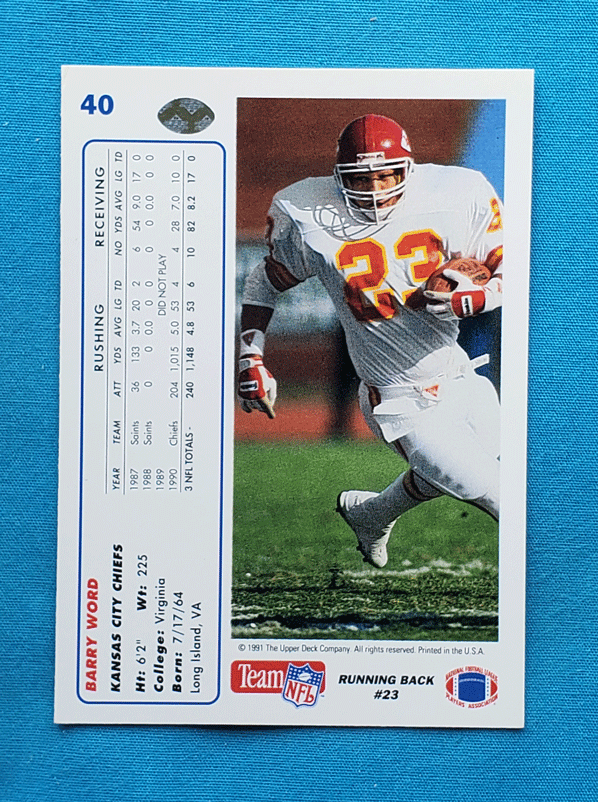 40
BARRY WORD
KANSAS CITY CHIEFS
Ht: 6'2" Wt: 225
College: Virginia
Born: 7/17/64
Long Island, VA
RUSHING RECEIVING
YEAR TEAM ATT YDS AVG LG TD NO YDS AVG LG TD
1987 Saints 36 133 3.7 20 2 6 54 9.0 17 0
1988 Saints 0 0 0.0 0 0 0 0 0.0 0 0
1989 DID NOT PLAY
1990 Chiefs 204 1,015 5.0 53 4 4 28 7.0 10 0
3 NFL TOTALS - 240 1,148 4.8 53 6 10 82 8.2 17 0
23
23
© 1991 The Upper Deck Company. All rights reserved. Printed in the U.S.A.
Team NFL
RUNNING BACK
#23
NATIONAL FOOTBALL LEAGUE
PLAYERS ASSOCIATION